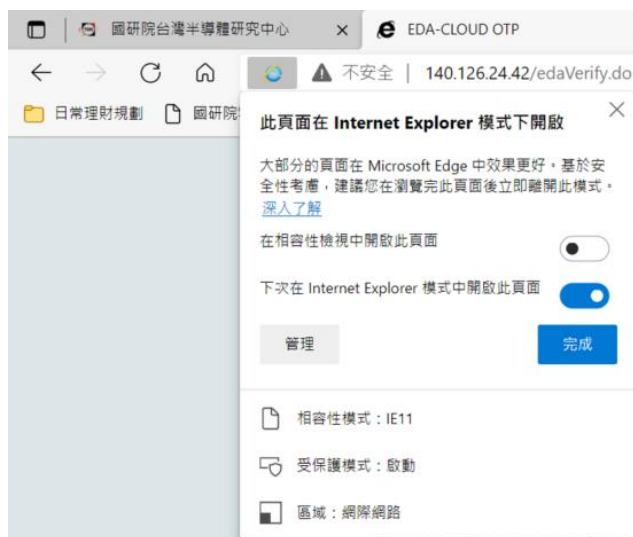 國研院台灣半導體研究中心
EDA-CLOUD OTP
不安全 | 140.126.24.42/edaVerify.do
日常理財規劃 國研院
此頁面在 Internet Explorer 模式下開啟
大部分的頁面在 Microsoft Edge 中效果更好。基於安
全性考慮，建議您在瀏覽完此頁面後立即離開此模式。
深入了解
在相容性檢視中開啟此頁面
下次在 Internet Explorer 模式中開啟此頁面
管理 完成
相容性模式：IE11
受保護模式：啟動
區域：網際網路